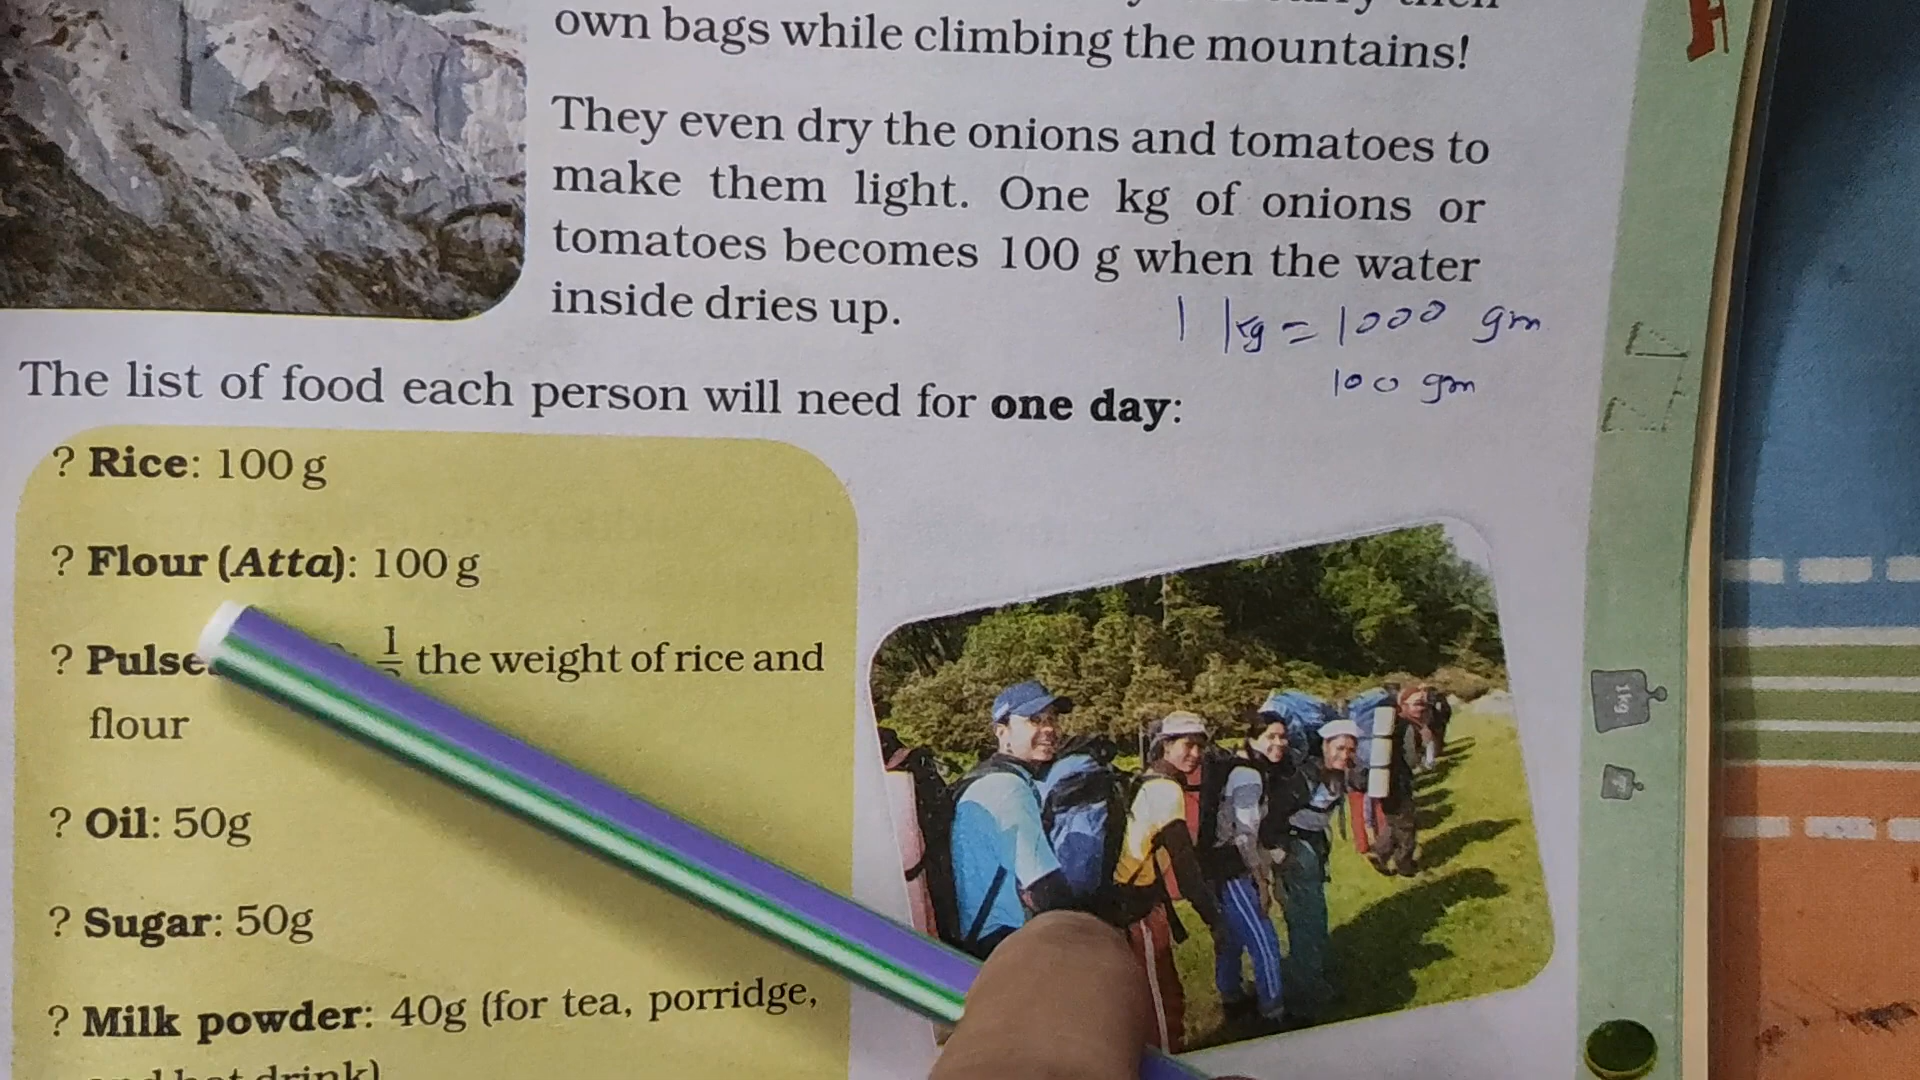 own bags while climbing the mountains!
They even dry the onions and tomatoes to
make them light. One kg of onions or
tomatoes becomes 100 g when the water
inside dries up.
1 kg = 1000 gm
100 gm
The list of food each person will need for one day:
? Rice: 100 g
? Flour (Atta): 100 g
? the weight of rice and
flour
? Oil: 50g
? Sugar: 50g
? Milk powder: 40g (for tea, porridge,
drink)
1kg